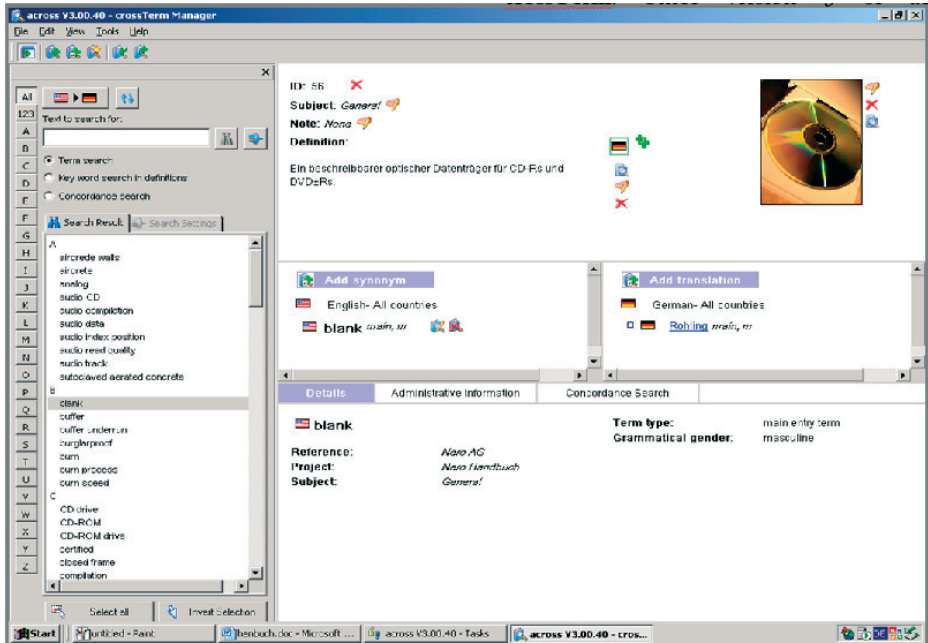 across V3.00.40 - crossTerm Manager
File Edit View Tools Help
All
123
A
B
C
D
E
F
G
H
I
J
K
L
M
N
O
P
Q
R
S
T
U
V
W
X
Y
Z
Text to search for:
Term search
Key word search in definitions
Concordance search
Search Result
Search Settings
A
aircrede walls
aircrete
analog
audio CD
audio compilation
audio data
audio index position
audio read quality
audio track
autoclaved aerated concrete
B
blank
buffer
buffer underrun
burglarproof
burn
burn process
burn speed
C
CD drive
CD-ROM
CD-ROM drive
certified
closed frame
compilation
Select all
Invert Selection
ID: 56
Subject: General
Note: None
Definition:
Ein beschreibbarer optischer Datenträger für CD-Rs und
DVD±Rs.
Add synonym
English- All countries
blank main, m
Add translation
German- All countries
Rohling main, m
Details
Administrative Information
Concordance Search
blank
Reference: Nero AG
Project: Nero Handbuch
Subject: General
Term type: main entry term
Grammatical gender: masculine
Start
untitled - Paint
henbuch.doc - Microsoft ...
across V3.00.40 - Tasks
across V3.00.40 - cros...
DE